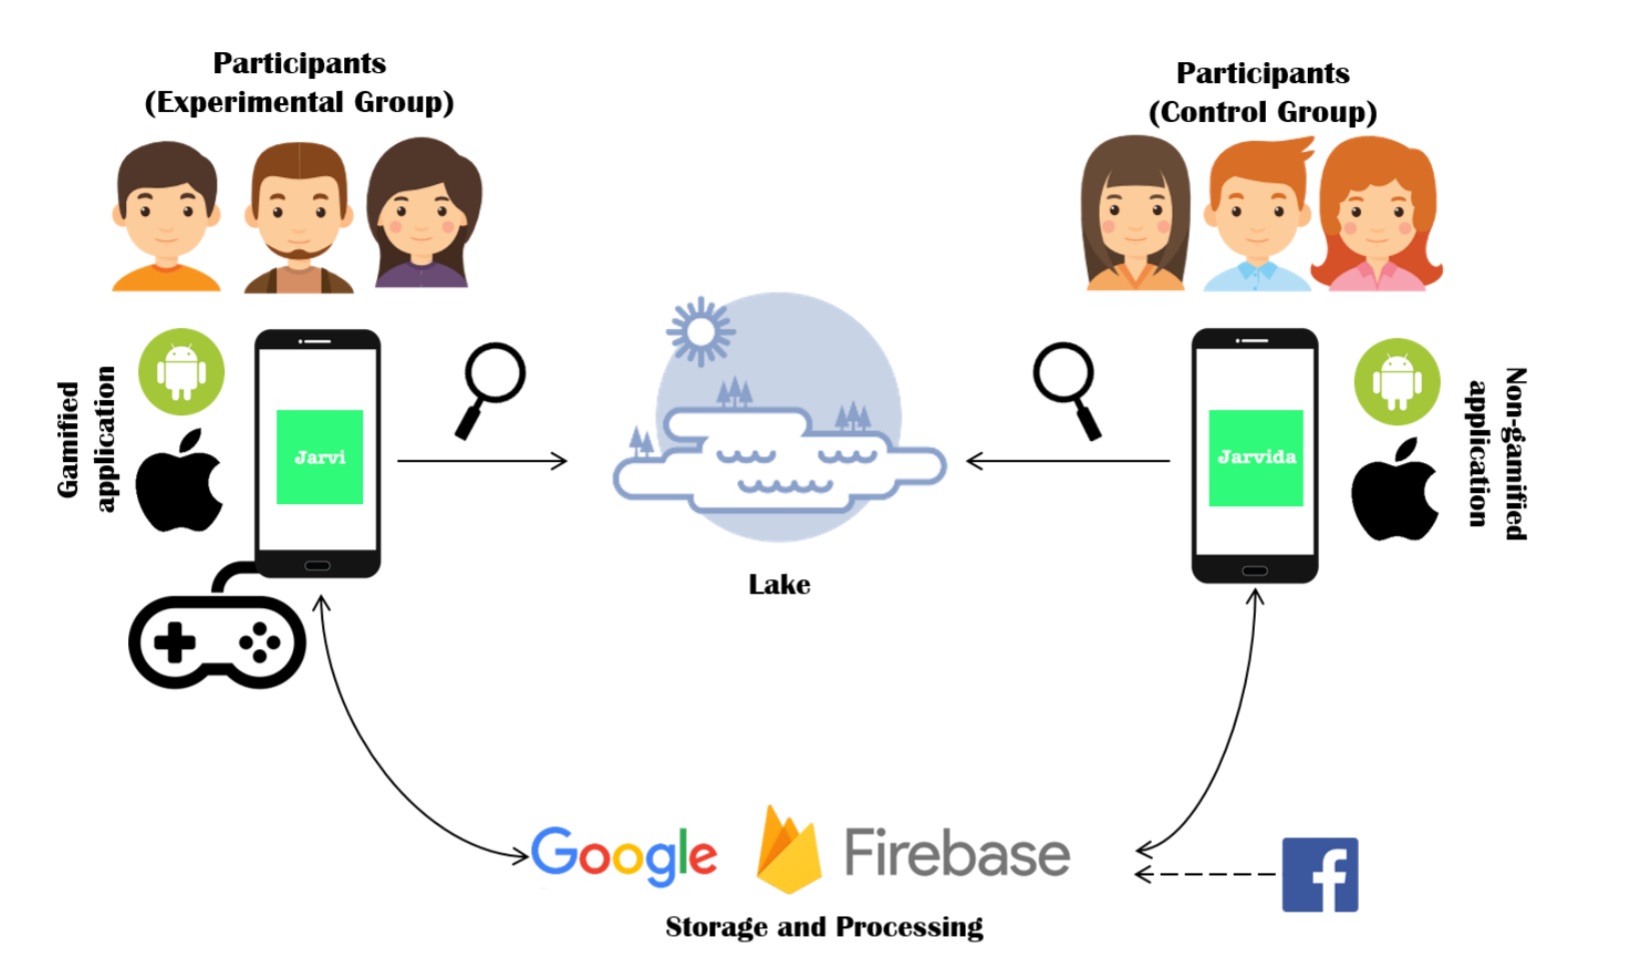 Participants
(Experimental Group)
Participants
(Control Group)
Gamified
application
Jarvi
Jarvida
Non-gamified
application
Lake
Google
Firebase
f
Storage and Processing